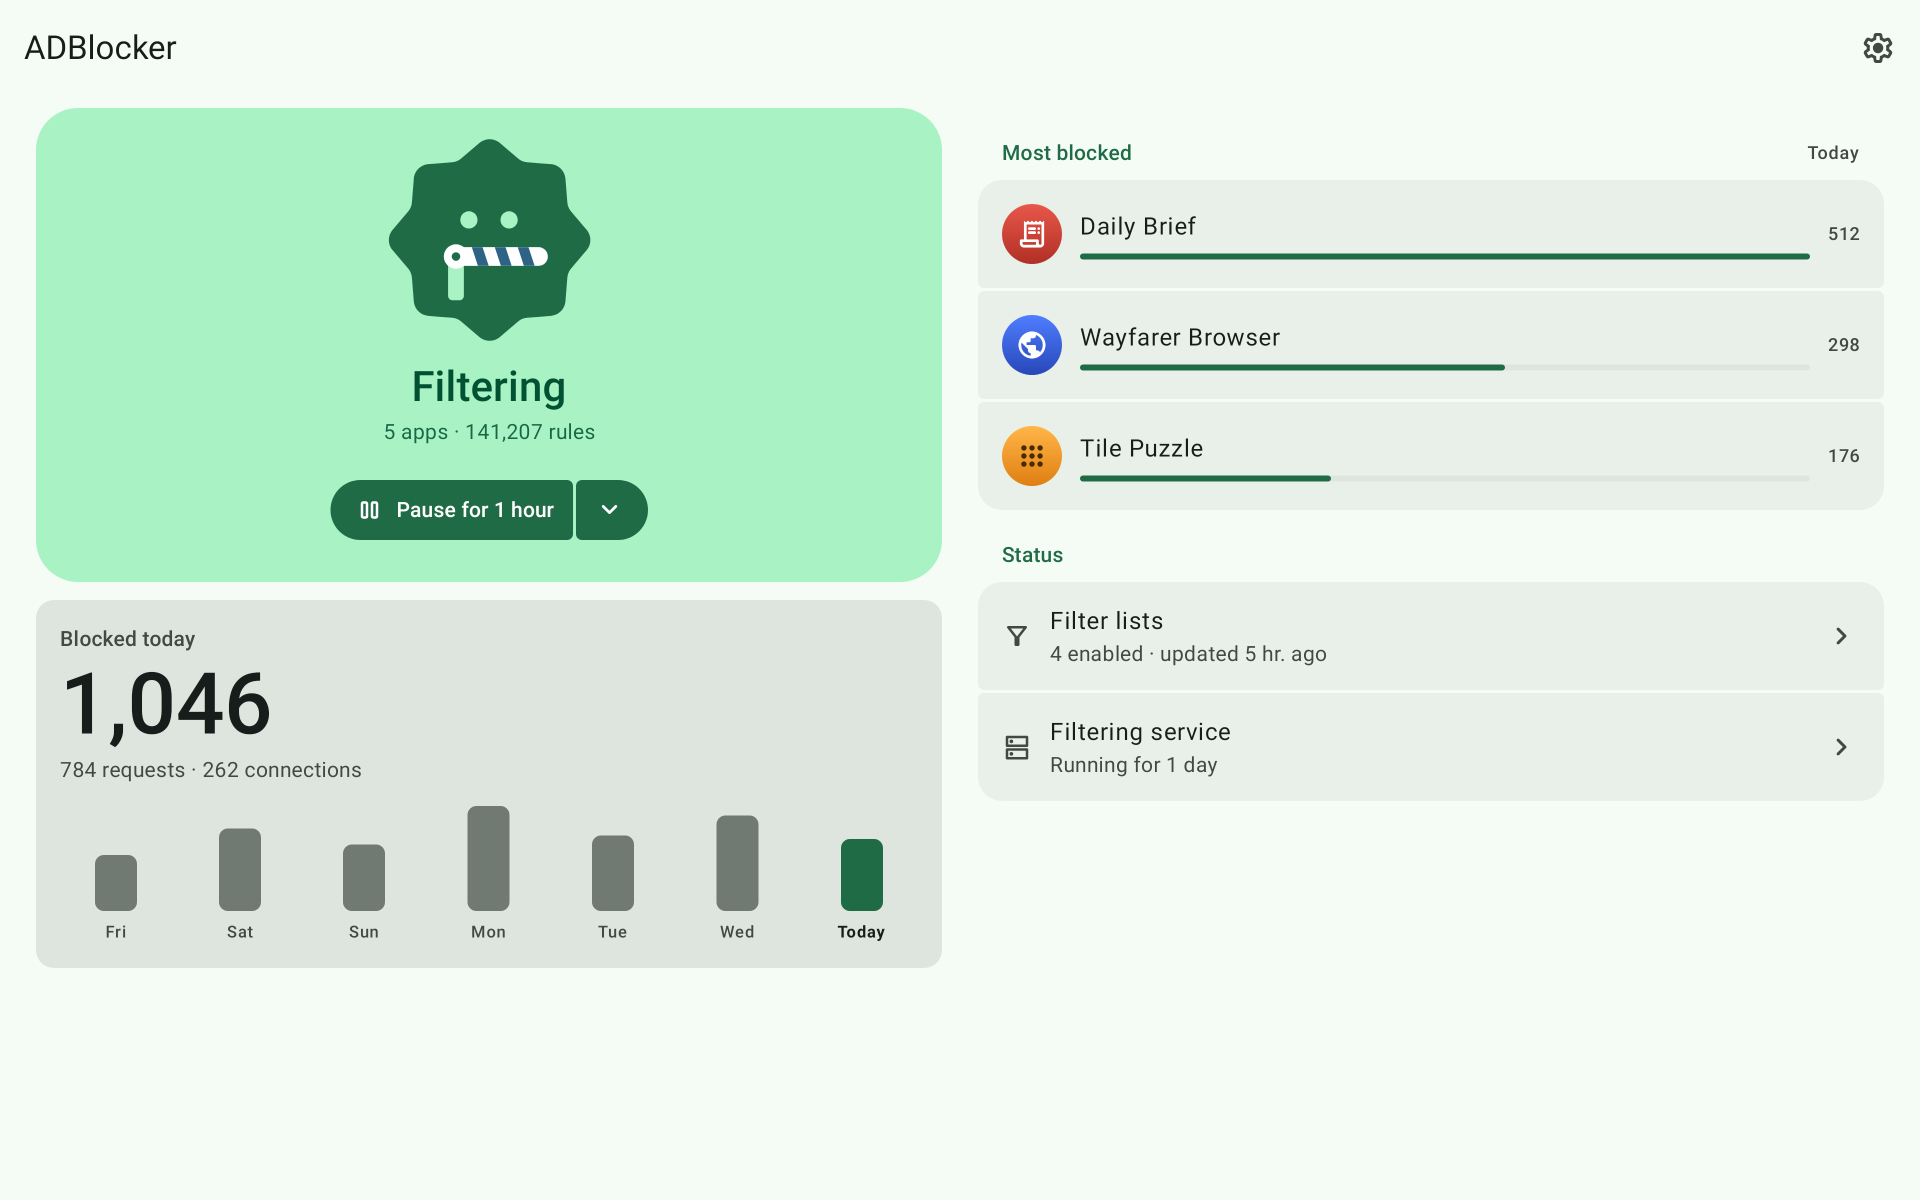 ADBlocker
Filtering
5 apps · 141,207 rules
Pause for 1 hour
Blocked today
1,046
784 requests · 262 connections
Fri Sat Sun Mon Tue Wed Today
Most blocked Today
Daily Brief 512
Wayfarer Browser 298
Tile Puzzle 176
Status
Filter lists
4 enabled · updated 5 hr. ago
Filtering service
Running for 1 day